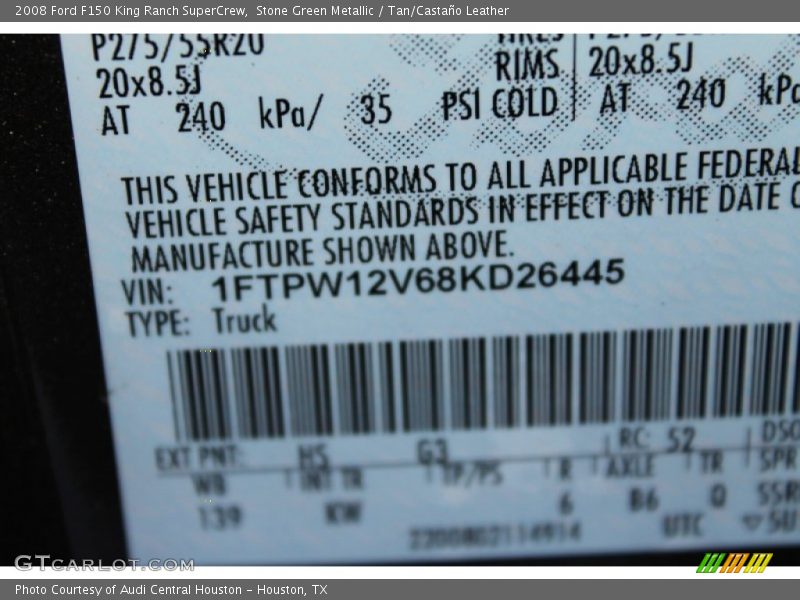 2008 Ford F150 King Ranch SuperCrew, Stone Green Metallic / Tan/Castaño Leather
P275/55R20 TIRES
20x8.5J RIMS 20x8.5J
AT 240 kPa/ 35 PSI COLD AT 240 kPa
THIS VEHICLE CONFORMS TO ALL APPLICABLE FEDERAL
VEHICLE SAFETY STANDARDS IN EFFECT ON THE DATE O
MANUFACTURE SHOWN ABOVE.
VIN: 1FTPW12V68KD26445
TYPE: Truck
EXT PNT: HS G3 RC: 52 DSO
WB INT TR TP/PS R AXLE TR SPR
139 KW 6 B6 Q SSR
UTC 5U
GTCARLOT.COM
Photo Courtesy of Audi Central Houston - Houston, TX